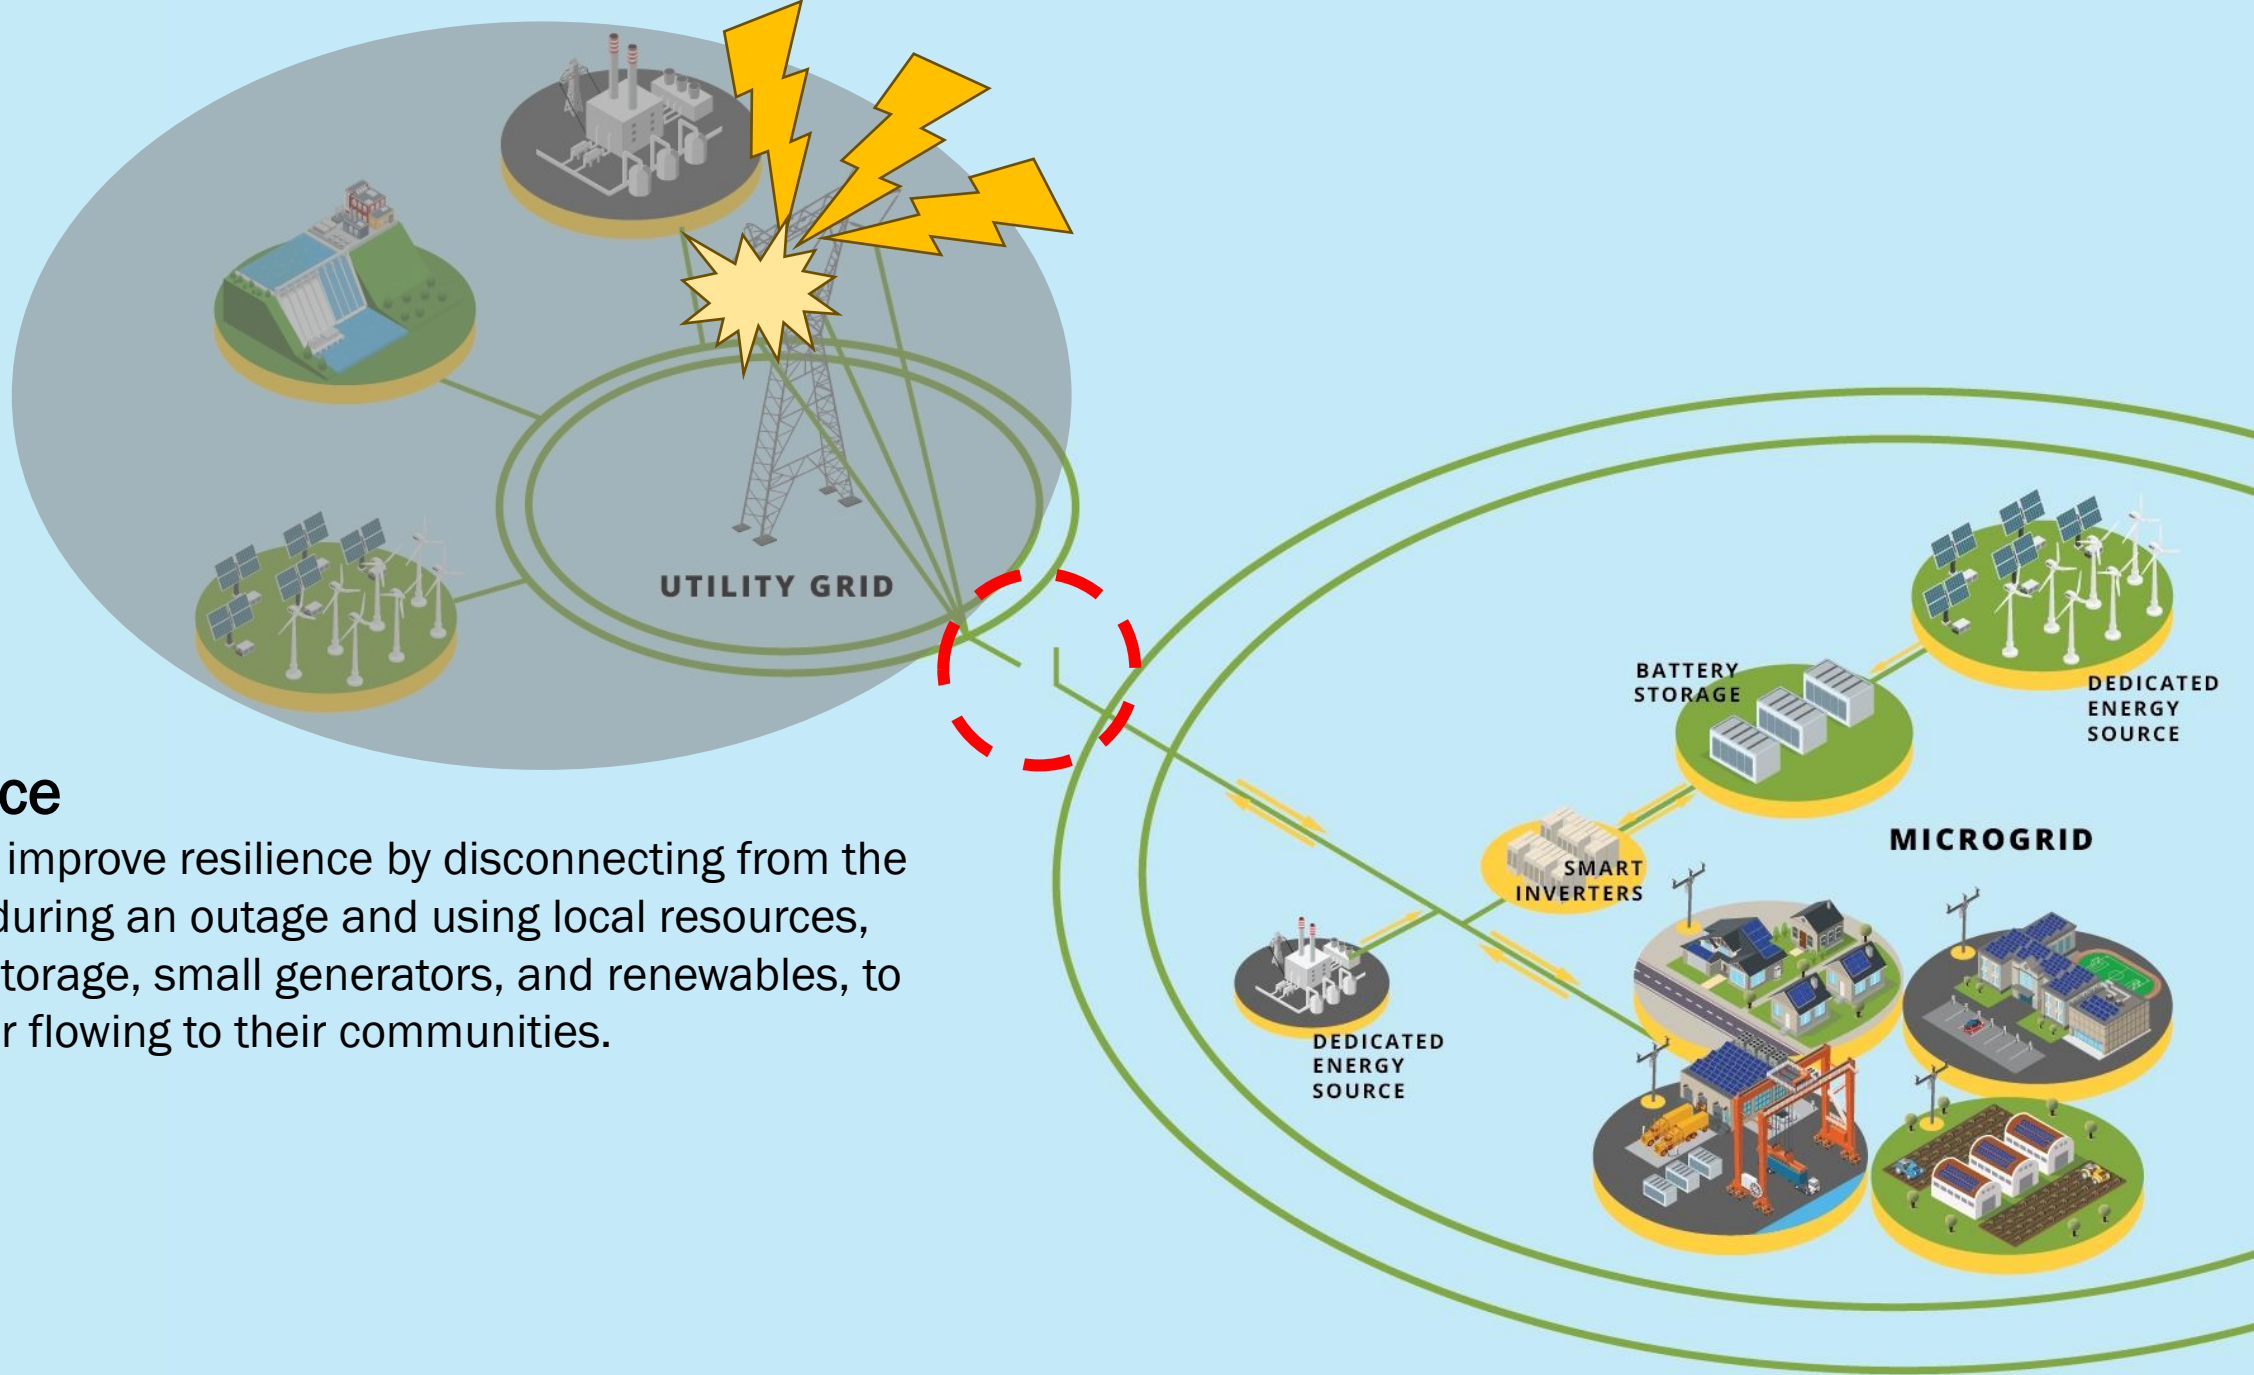 UTILITY GRID
ce
improve resilience by disconnecting from the
during an outage and using local resources,
torage, small generators, and renewables, to
r flowing to their communities.
BATTERY
STORAGE
DEDICATED
ENERGY
SOURCE
MICROGRID
SMART
INVERTERS
DEDICATED
ENERGY
SOURCE